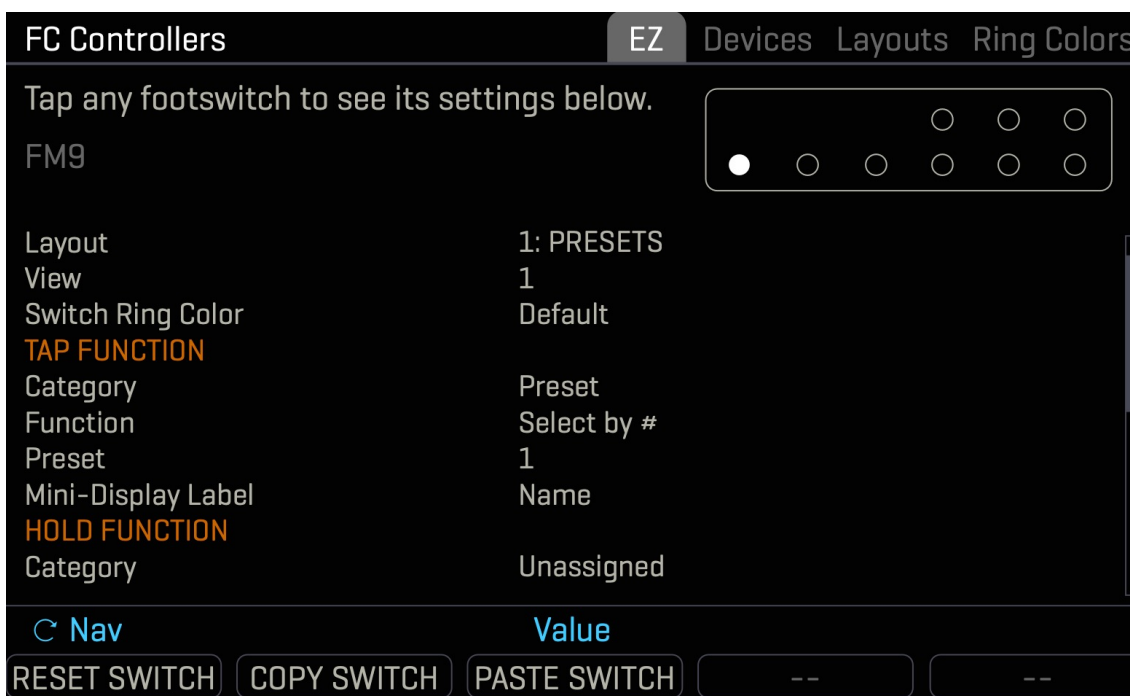 FC Controllers EZ Devices Layouts Ring Colors
Tap any footswitch to see its settings below.
FM9
Layout 1: PRESETS
View 1
Switch Ring Color Default
TAP FUNCTION
Category Preset
Function Select by #
Preset 1
Mini-Display Label Name
HOLD FUNCTION
Category Unassigned
Nav Value
RESET SWITCH COPY SWITCH PASTE SWITCH -- --